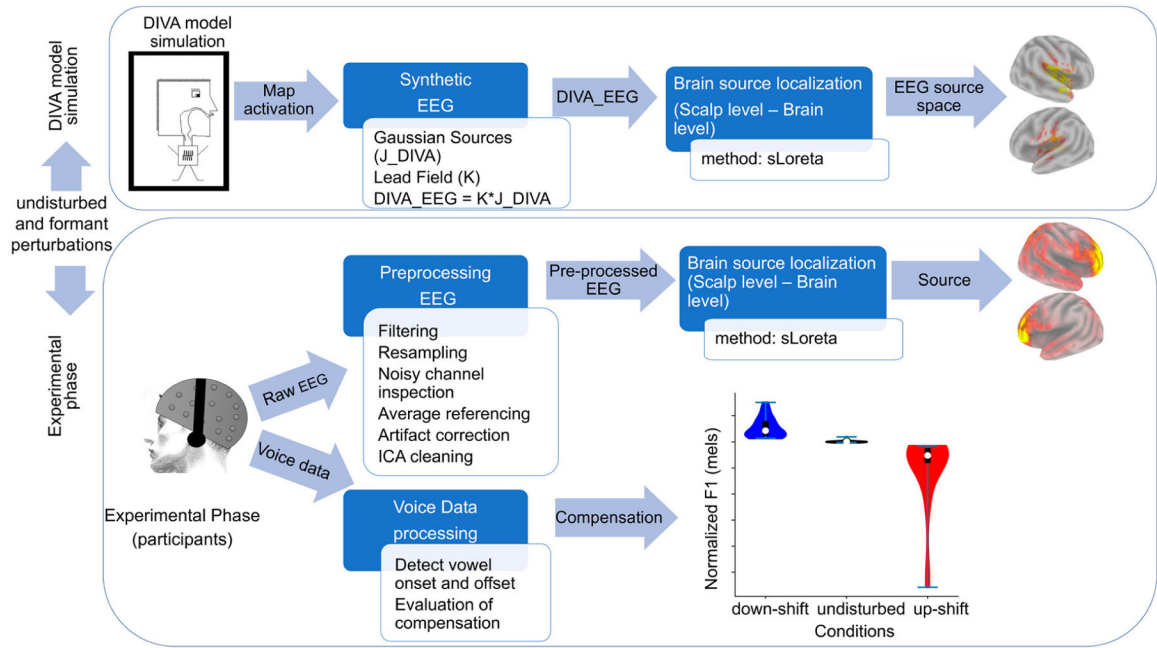 DIVA model
simulation
DIVA model
simulation
Map
activation
Synthetic
EEG
Gaussian Sources
(J_DIVA)
Lead Field (K)
DIVA_EEG = K*J_DIVA
DIVA_EEG
Brain source localization
(Scalp level – Brain
level)
method: sLoreta
EEG source
space
undisturbed
and formant
perturbations
Experimental
phase
Experimental Phase
(participants)
Raw EEG
Voice data
Preprocessing
EEG
Filtering
Resampling
Noisy channel
inspection
Average referencing
Artifact correction
ICA cleaning
Pre-processed
EEG
Brain source localization
(Scalp level – Brain
level)
method: sLoreta
Source
Voice Data
processing
Detect vowel
onset and offset
Evaluation of
compensation
Compensation
Normalized F1 (mels)
down-shift undisturbed up-shift
Conditions